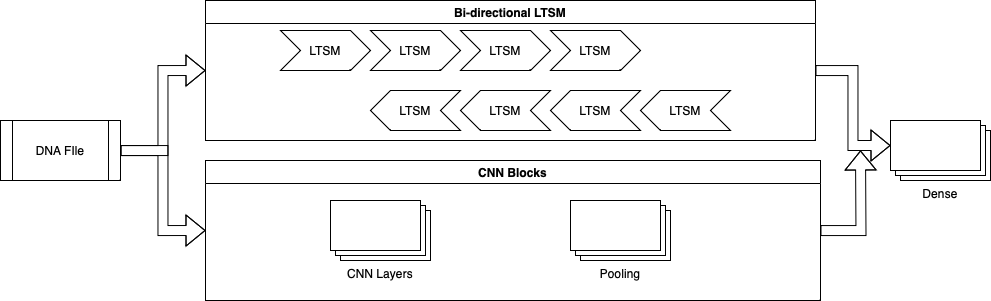 Bi-directional LTSM
LTSM LTSM LTSM LTSM
LTSM LTSM LTSM LTSM
DNA FIle
CNN Blocks
Dense
CNN Layers Pooling